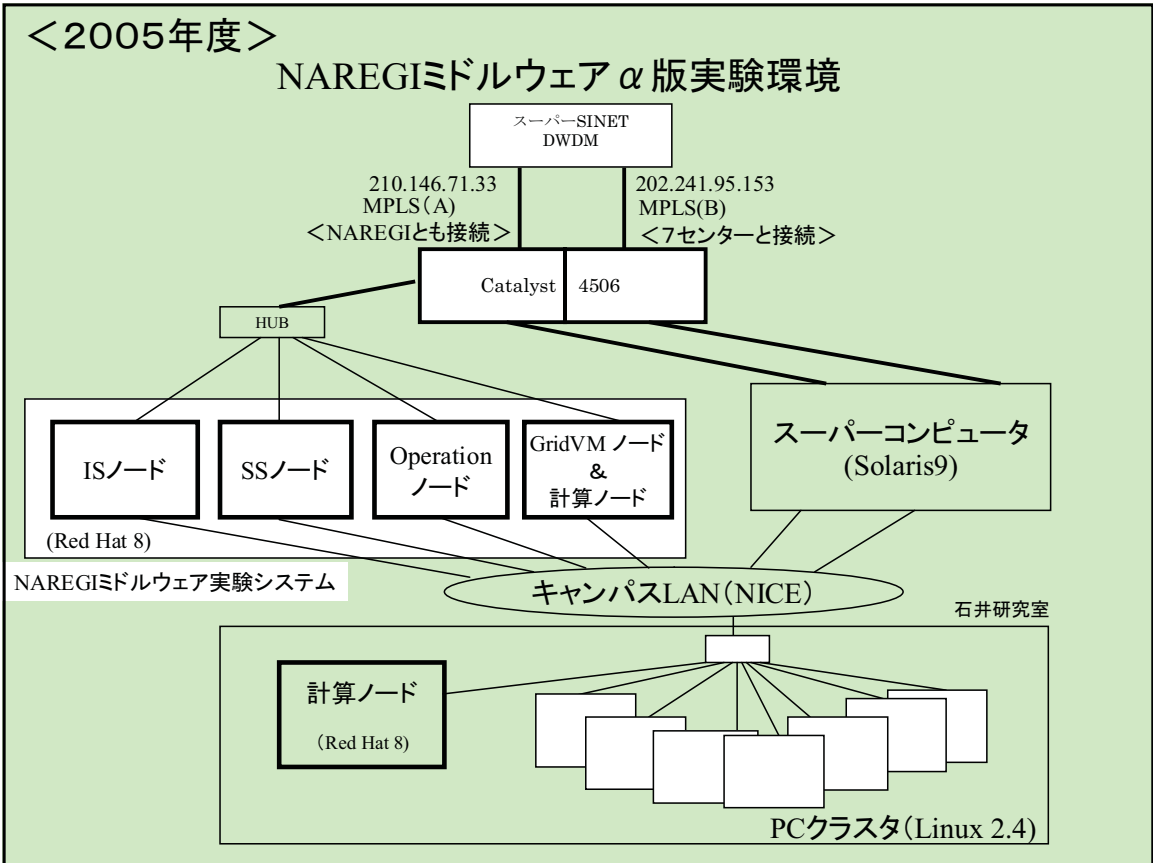 ＜２００５年度＞
NAREGIミドルウェアα版実験環境
スーパーSINET
DWDM
210.146.71.33
MPLS（A）
＜NAREGIとも接続＞
202.241.95.153
MPLS(B)
＜７センターと接続＞
Catalyst 4506
HUB
ISノード
SSノード
Operation
ノード
GridVM ノード
＆
計算ノード
(Red Hat 8)
NAREGIミドルウェア実験システム
スーパーコンピュータ
(Solaris9)
キャンパスLAN（NICE）
石井研究室
計算ノード
（Red Hat 8)
PCクラスタ（Linux 2.4）